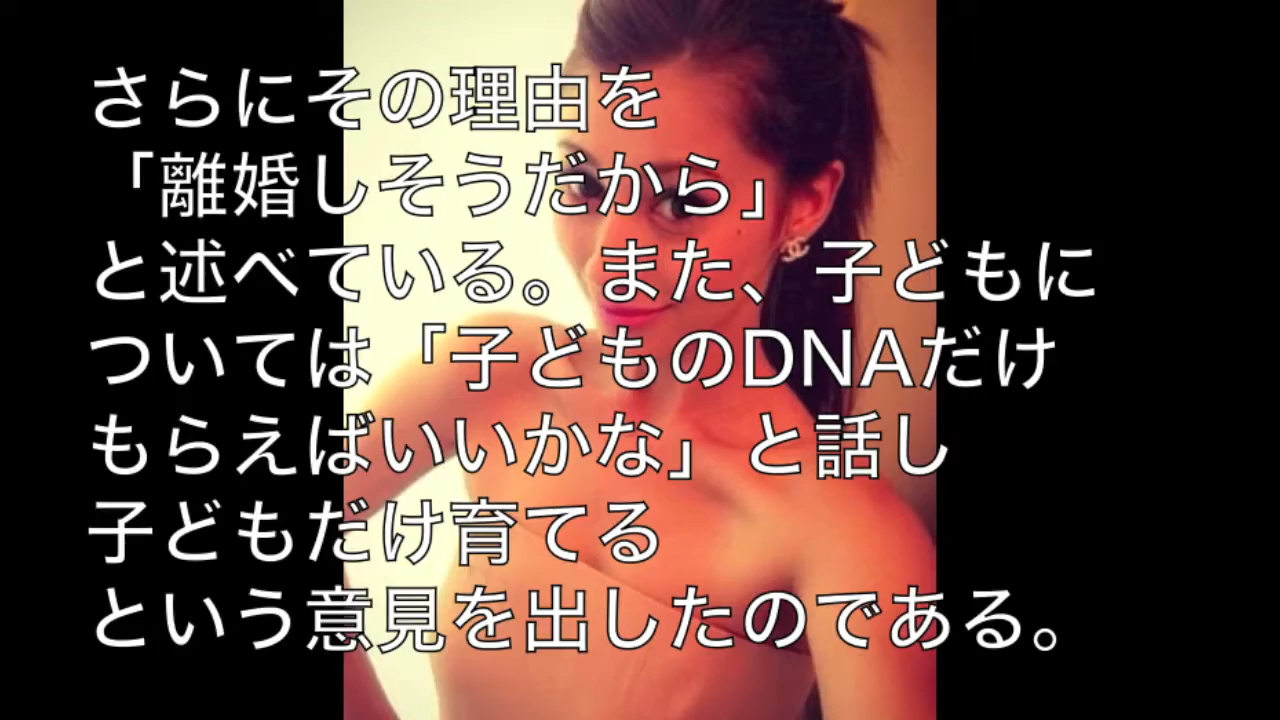 さらにその理由を
「離婚しそうだから」
と述べている。また、子どもに
ついては「子どものDNAだけ
もらえばいいかな」と話し
子どもだけ育てる
という意見を出したのである。